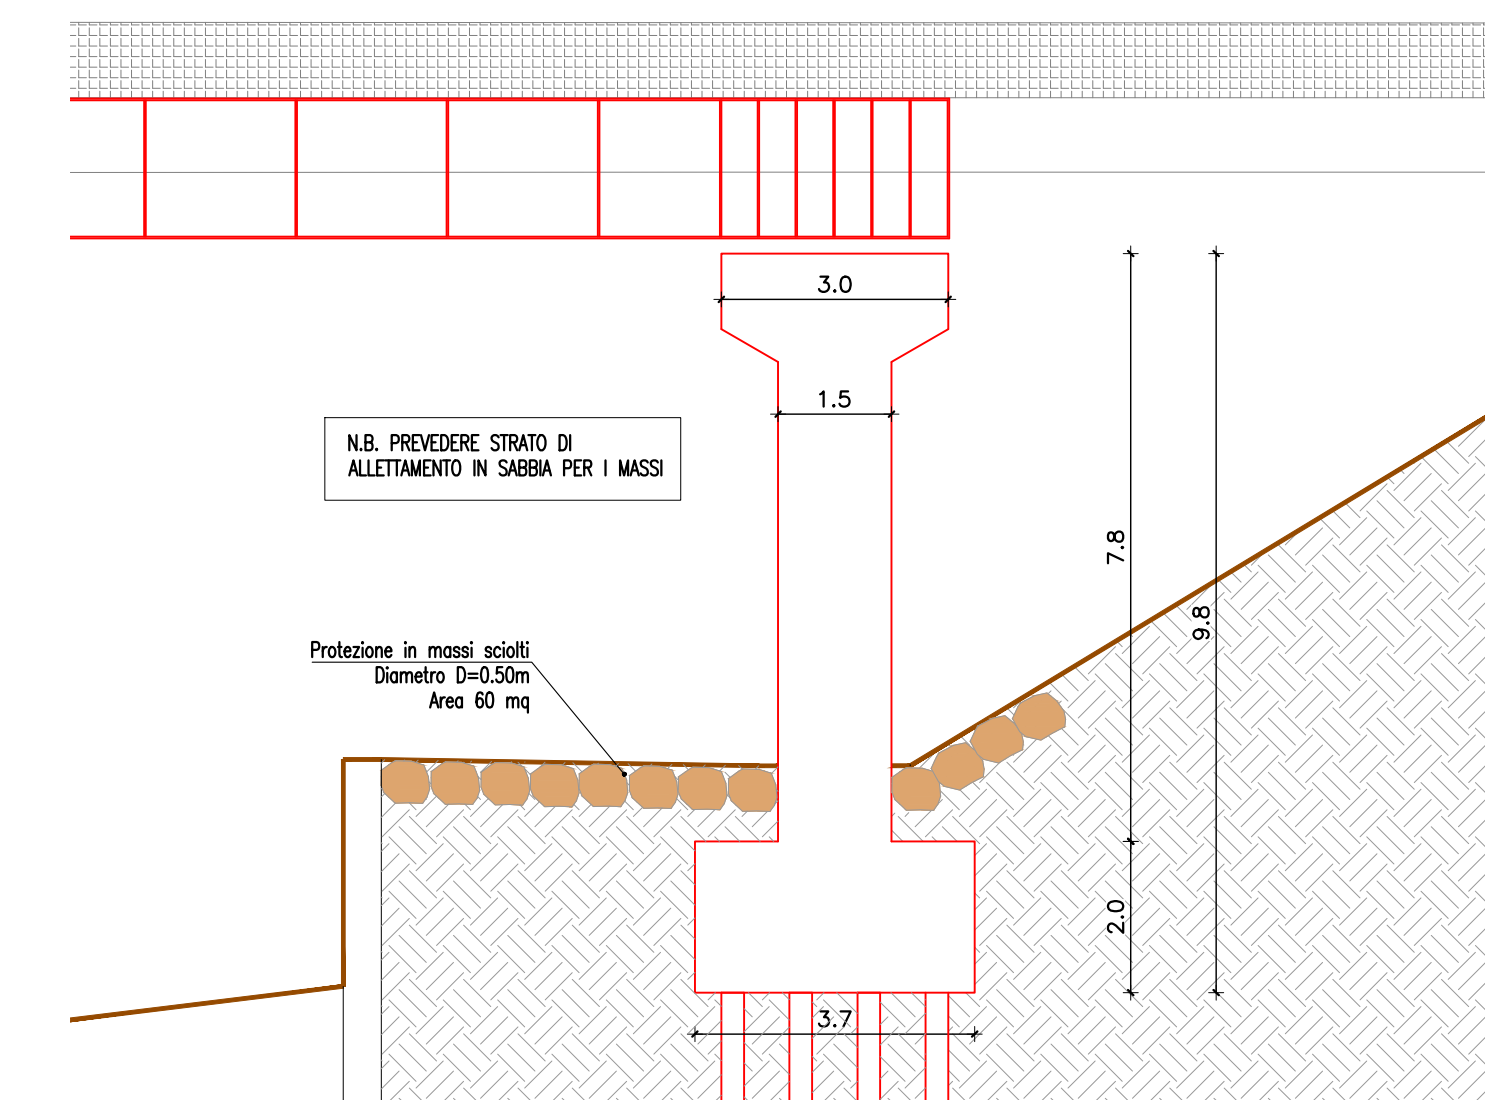 3.0
1.5
N.B. PREVEDERE STRATO DI
ALLETTAMENTO IN SABBIA PER I MASSI
7.8
9.8
Protezione in massi sciolti
Diametro D=0.50m
Area 60 mq
2.0
3.7